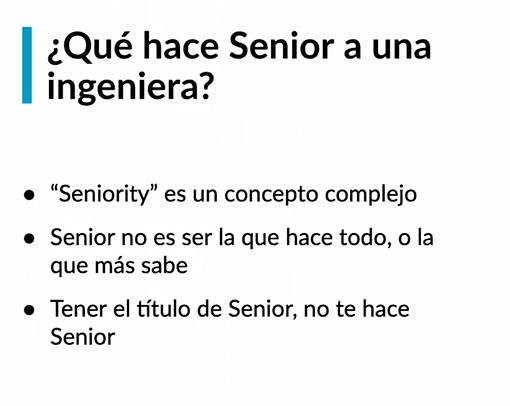 ¿Qué hace Senior a una
ingeniera?
● “Seniority” es un concepto complejo
● Senior no es ser la que hace todo, o la
que más sabe
● Tener el título de Senior, no te hace
Senior